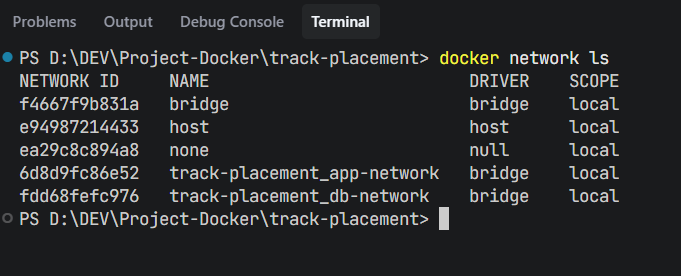 Problems Output Debug Console Terminal
PS D:\DEV\Project-Docker\track-placement> docker network ls
NETWORK ID NAME DRIVER SCOPE
f4667f9b831a bridge bridge local
e94987214433 host host local
ea29c8c894a8 none null local
6d8d9fc86e52 track-placement_app-network bridge local
fdd68fefc976 track-placement_db-network bridge local
PS D:\DEV\Project-Docker\track-placement>